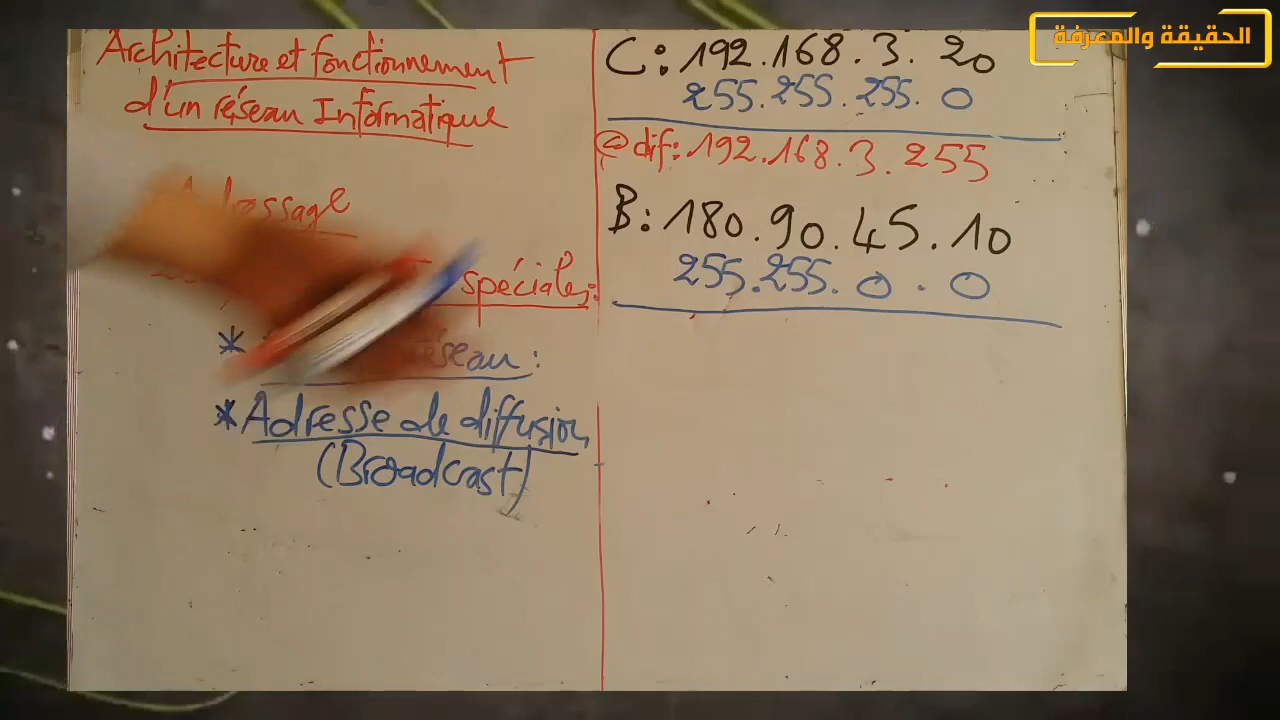 الحقيقة والمعرفة
Architecture et fonctionnement
d'un réseau Informatique
spéciales:
* réseau:
* Adresse de diffusion
(Broadcast)
C: 192.168.3.20
255.255.255.0
@dif: 192.168.3.255
B: 180.90.45.10
255.255.0.0